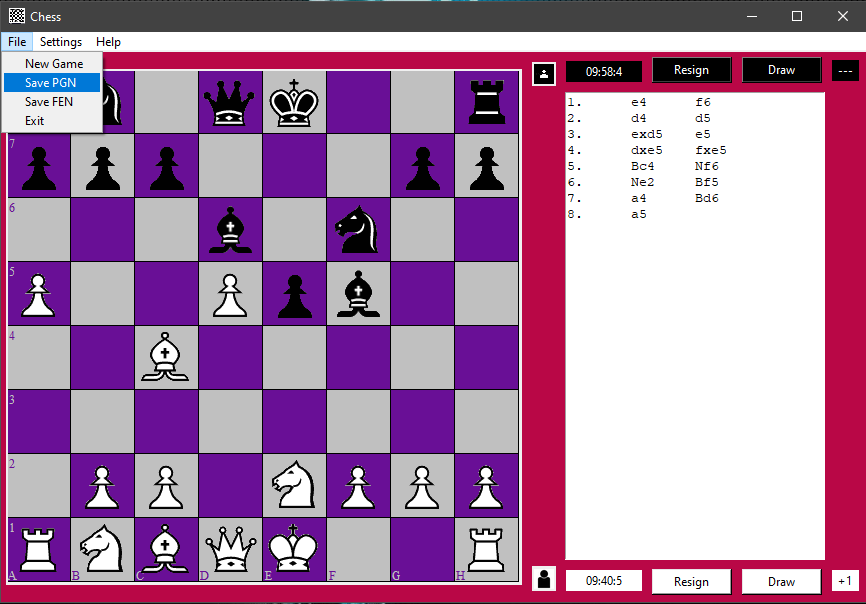 Chess
File Settings Help
New Game
Save PGN
Save FEN
Exit
09:58:4 Resign Draw ---
1. e4 f6
2. d4 d5
3. exd5 e5
4. dxe5 fxe5
5. Bc4 Nf6
6. Ne2 Bf5
7. a4 Bd6
8. a5
7
6
5
4
3
2
1
A B C D E F G H
09:40:5 Resign Draw +1